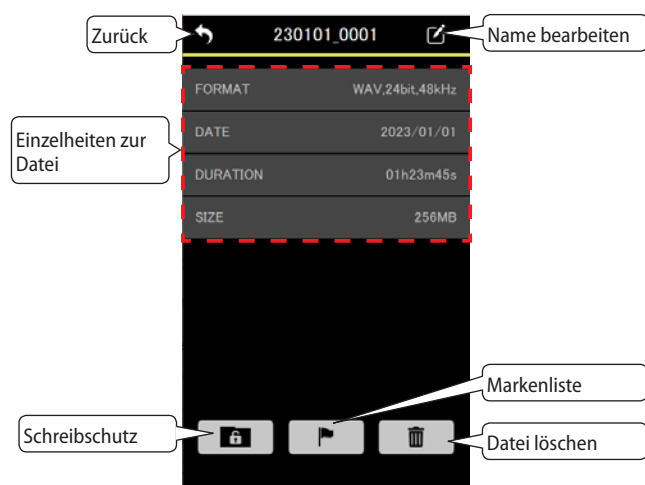 Zurück
230101_0001
Name bearbeiten
FORMAT WAV,24bit,48kHz
DATE 2023/01/01
Einzelheiten zur
Datei
DURATION 01h23m45s
SIZE 256MB
Markenliste
Schreibschutz
Datei löschen